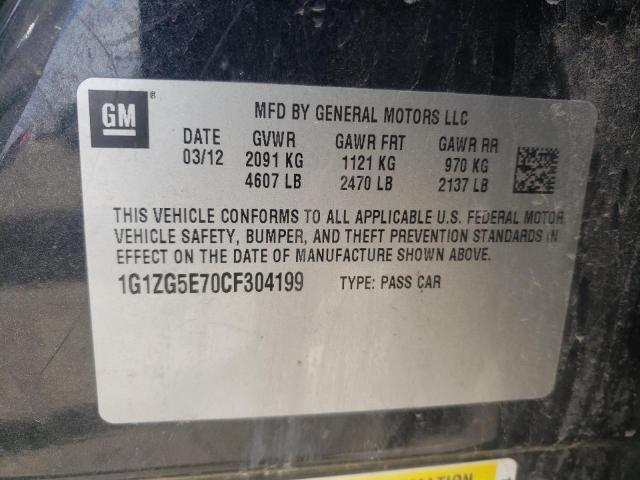 GM®
MFD BY GENERAL MOTORS LLC
DATE GVWR GAWR FRT GAWR RR
03/12 2091 KG 1121 KG 970 KG
4607 LB 2470 LB 2137 LB
THIS VEHICLE CONFORMS TO ALL APPLICABLE U.S. FEDERAL MOTOR
VEHICLE SAFETY, BUMPER, AND THEFT PREVENTION STANDARDS IN
EFFECT ON THE DATE OF MANUFACTURE SHOWN ABOVE.
1G1ZG5E70CF304199 TYPE: PASS CAR